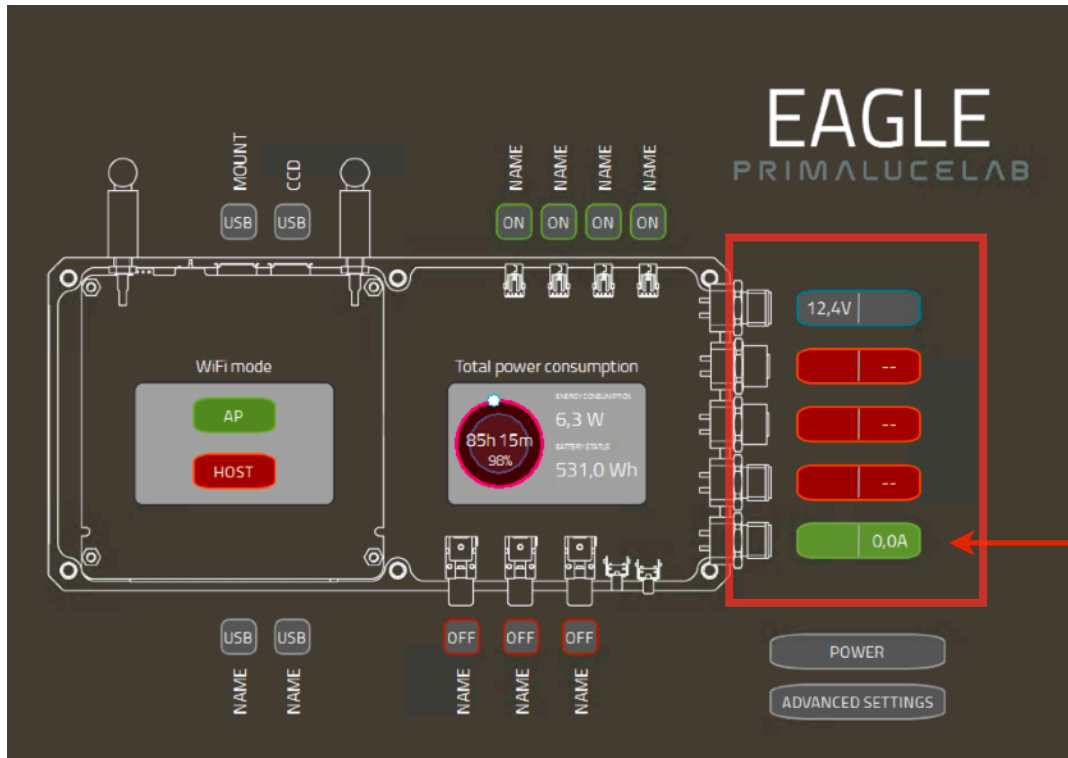 EAGLE
PRIMALUCELAB
MOUNT
CCD
NAME
NAME
NAME
NAME
USB
USB
ON
ON
ON
ON
12,4V
WiFi mode
Total power consumption
--
AP
ENERGY CONSUMPTION
6,3 W
--
85h 15m
BATTERY STATUS
98%
HOST
531,0 Wh
--
0,0A
USB
USB
OFF
OFF
OFF
POWER
NAME
NAME
NAME
NAME
NAME
ADVANCED SETTINGS